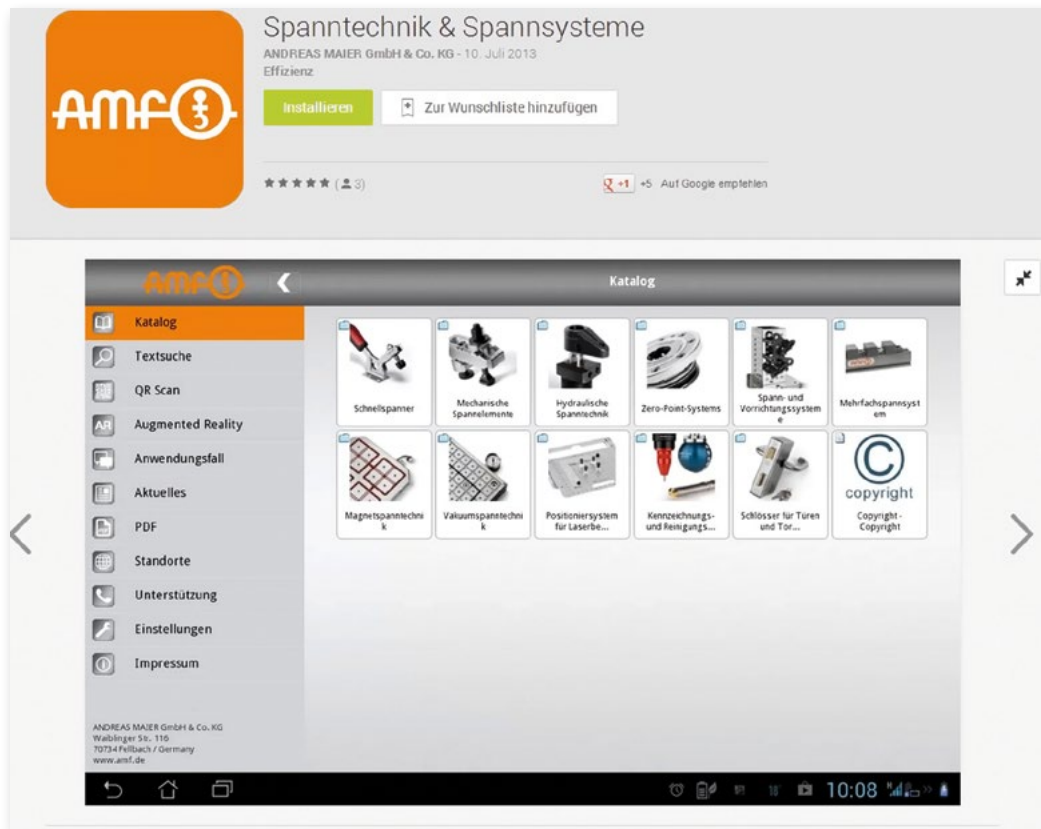 Spanntechnik & Spannsysteme
ANDREAS MAIER GmbH & Co. KG - 10. Juli 2013
Effizienz
AMF
Installieren
Zur Wunschliste hinzufügen
(3)
g +1 +5 Auf Google empfehlen
AMF
Katalog
Katalog
Textsuche
QR Scan
AR Augmented Reality
Anwendungsfall
Aktuelles
PDF
Standorte
Unterstützung
Einstellungen
Impressum
Schnellspanner
Mechanische
Spannelemente
Hydraulische
Spanntechnik
Zero-Point-Systems
Spann- und
Vorrichtungssystem
e
Mehrfachspannsyst
em
Magnetspanntechni
k
Vakuumspanntechni
k
Positioniersystem
für Laserbe...
Kennzeichnungs-
und Reinigungs...
Schlösser für Türen
und Tor...
C
copyright
Copyright -
Copyright
ANDREAS MAIER GmbH & Co. KG
Waiblinger Str. 116
70734 Fellbach / Germany
www.amf.de
10:08